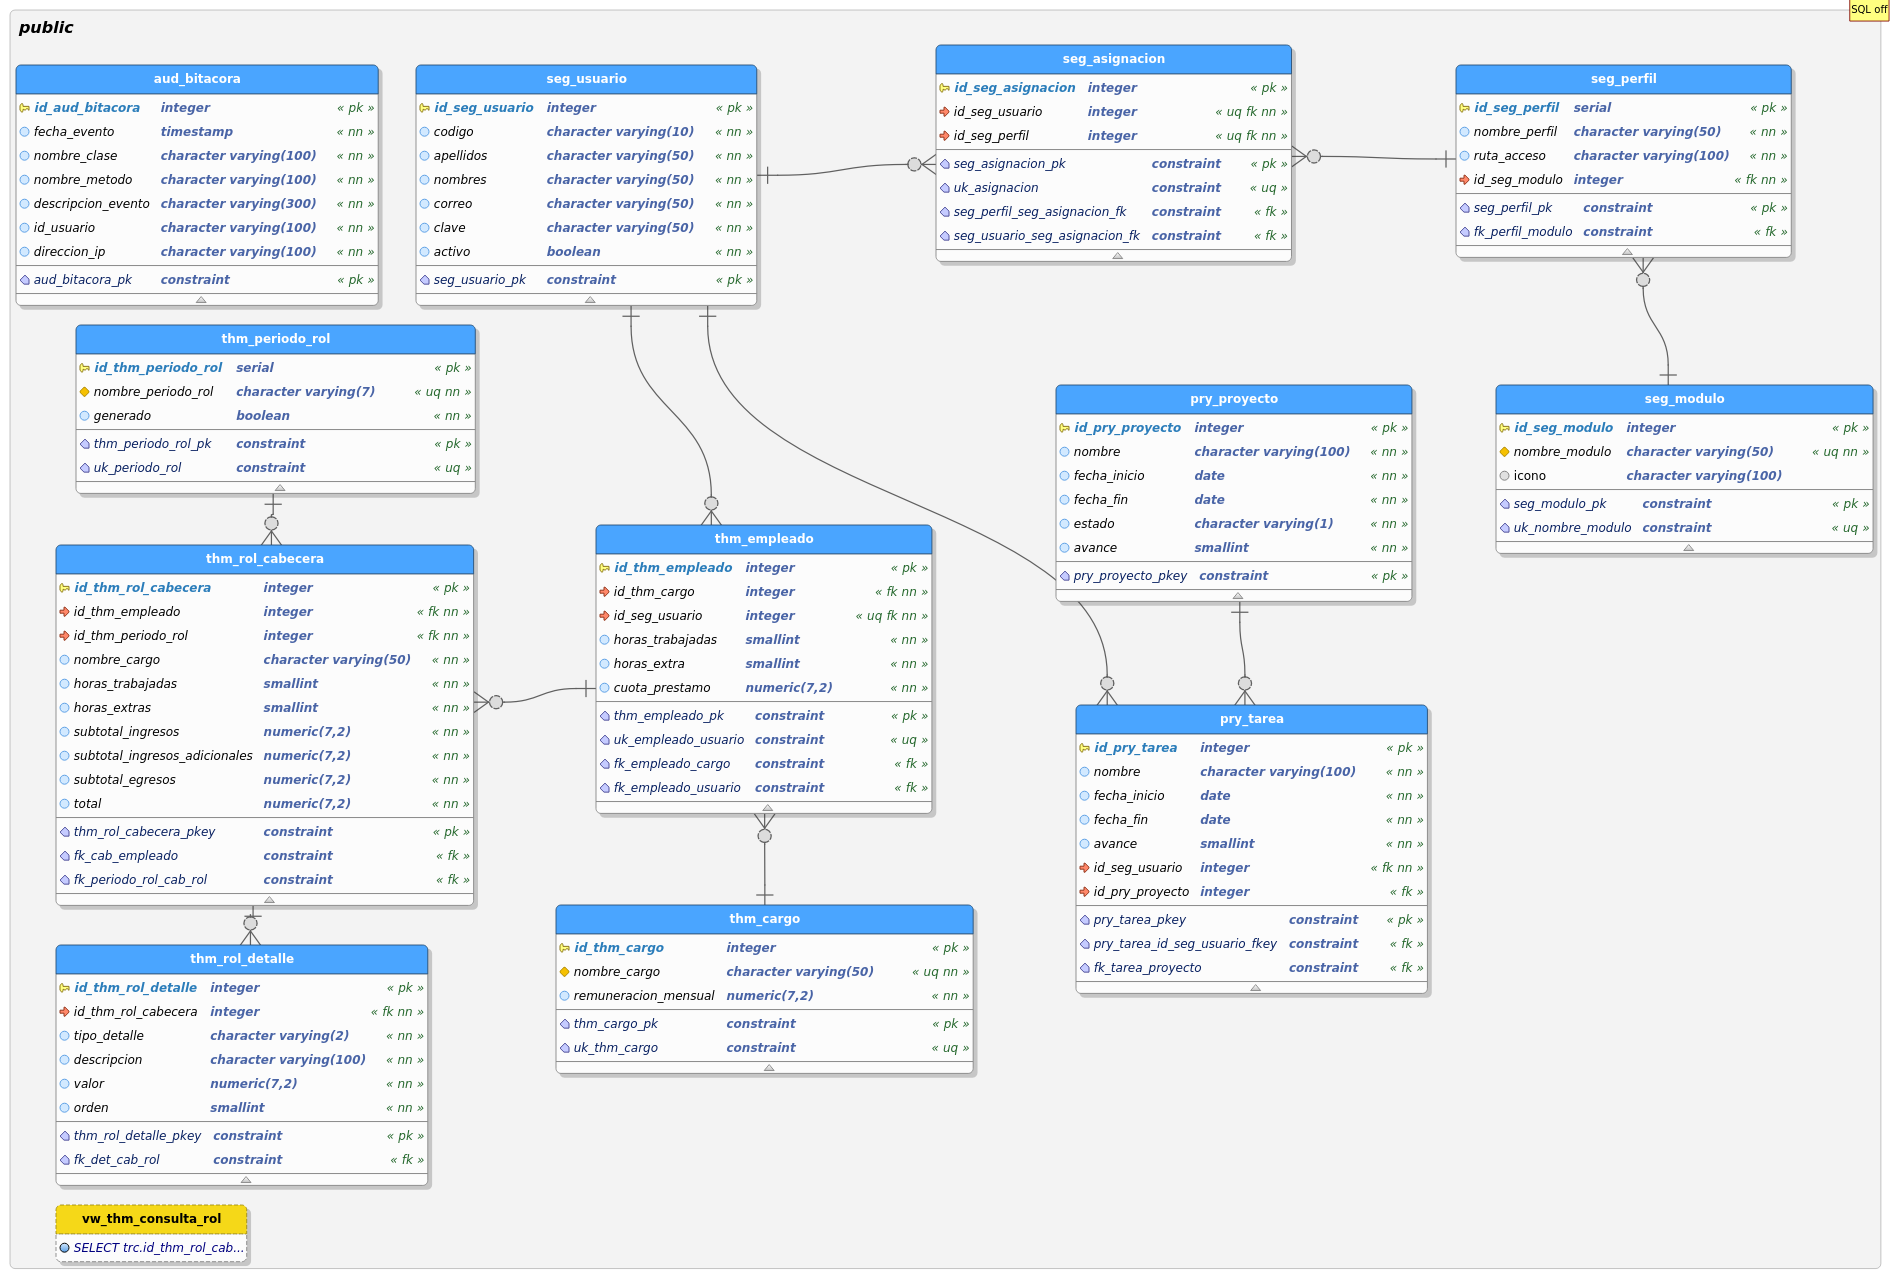 SQL off
public
aud_bitacora
id_aud_bitacora integer « pk »
fecha_evento timestamp « nn »
nombre_clase character varying(100) « nn »
nombre_metodo character varying(100) « nn »
descripcion_evento character varying(300) « nn »
id_usuario character varying(100) « nn »
direccion_ip character varying(100) « nn »
aud_bitacora_pk constraint « pk »
seg_usuario
id_seg_usuario integer « pk »
codigo character varying(10) « nn »
apellidos character varying(50) « nn »
nombres character varying(50) « nn »
correo character varying(50) « nn »
clave character varying(50) « nn »
activo boolean « nn »
seg_usuario_pk constraint « pk »
seg_asignacion
id_seg_asignacion integer « pk »
id_seg_usuario integer « uq fk nn »
id_seg_perfil integer « uq fk nn »
seg_asignacion_pk constraint « pk »
uk_asignacion constraint « uq »
seg_perfil_seg_asignacion_fk constraint « fk »
seg_usuario_seg_asignacion_fk constraint « fk »
seg_perfil
id_seg_perfil serial « pk »
nombre_perfil character varying(50) « nn »
ruta_acceso character varying(100) « nn »
id_seg_modulo integer « fk nn »
seg_perfil_pk constraint « pk »
fk_perfil_modulo constraint « fk »
thm_periodo_rol
id_thm_periodo_rol serial « pk »
nombre_periodo_rol character varying(7) « uq nn »
generado boolean « nn »
thm_periodo_rol_pk constraint « pk »
uk_periodo_rol constraint « uq »
pry_proyecto
id_pry_proyecto integer « pk »
nombre character varying(100) « nn »
fecha_inicio date « nn »
fecha_fin date « nn »
estado character varying(1) « nn »
avance smallint « nn »
pry_proyecto_pkey constraint « pk »
seg_modulo
id_seg_modulo integer « pk »
nombre_modulo character varying(50) « uq nn »
icono character varying(100)
seg_modulo_pk constraint « pk »
uk_nombre_modulo constraint « uq »
thm_rol_cabecera
id_thm_rol_cabecera integer « pk »
id_thm_empleado integer « fk nn »
id_thm_periodo_rol integer « fk nn »
nombre_cargo character varying(50) « nn »
horas_trabajadas smallint « nn »
horas_extras smallint « nn »
subtotal_ingresos numeric(7,2) « nn »
subtotal_ingresos_adicionales numeric(7,2) « nn »
subtotal_egresos numeric(7,2) « nn »
total numeric(7,2) « nn »
thm_rol_cabecera_pkey constraint « pk »
fk_cab_empleado constraint « fk »
fk_periodo_rol_cab_rol constraint « fk »
thm_empleado
id_thm_empleado integer « pk »
id_thm_cargo integer « fk nn »
id_seg_usuario integer « uq fk nn »
horas_trabajadas smallint « nn »
horas_extra smallint « nn »
cuota_prestamo numeric(7,2) « nn »
thm_empleado_pk constraint « pk »
uk_empleado_usuario constraint « uq »
fk_empleado_cargo constraint « fk »
fk_empleado_usuario constraint « fk »
pry_tarea
id_pry_tarea integer « pk »
nombre character varying(100) « nn »
fecha_inicio date « nn »
fecha_fin date « nn »
avance smallint « nn »
id_seg_usuario integer « fk nn »
id_pry_proyecto integer « fk »
pry_tarea_pkey constraint « pk »
pry_tarea_id_seg_usuario_fkey constraint « fk »
fk_tarea_proyecto constraint « fk »
thm_cargo
id_thm_cargo integer « pk »
nombre_cargo character varying(50) « uq nn »
remuneracion_mensual numeric(7,2) « nn »
thm_cargo_pk constraint « pk »
uk_thm_cargo constraint « uq »
thm_rol_detalle
id_thm_rol_detalle integer « pk »
id_thm_rol_cabecera integer « fk nn »
tipo_detalle character varying(2) « nn »
descripcion character varying(100) « nn »
valor numeric(7,2) « nn »
orden smallint « nn »
thm_rol_detalle_pkey constraint « pk »
fk_det_cab_rol constraint « fk »
vw_thm_consulta_rol
SELECT trc.id_thm_rol_cab...